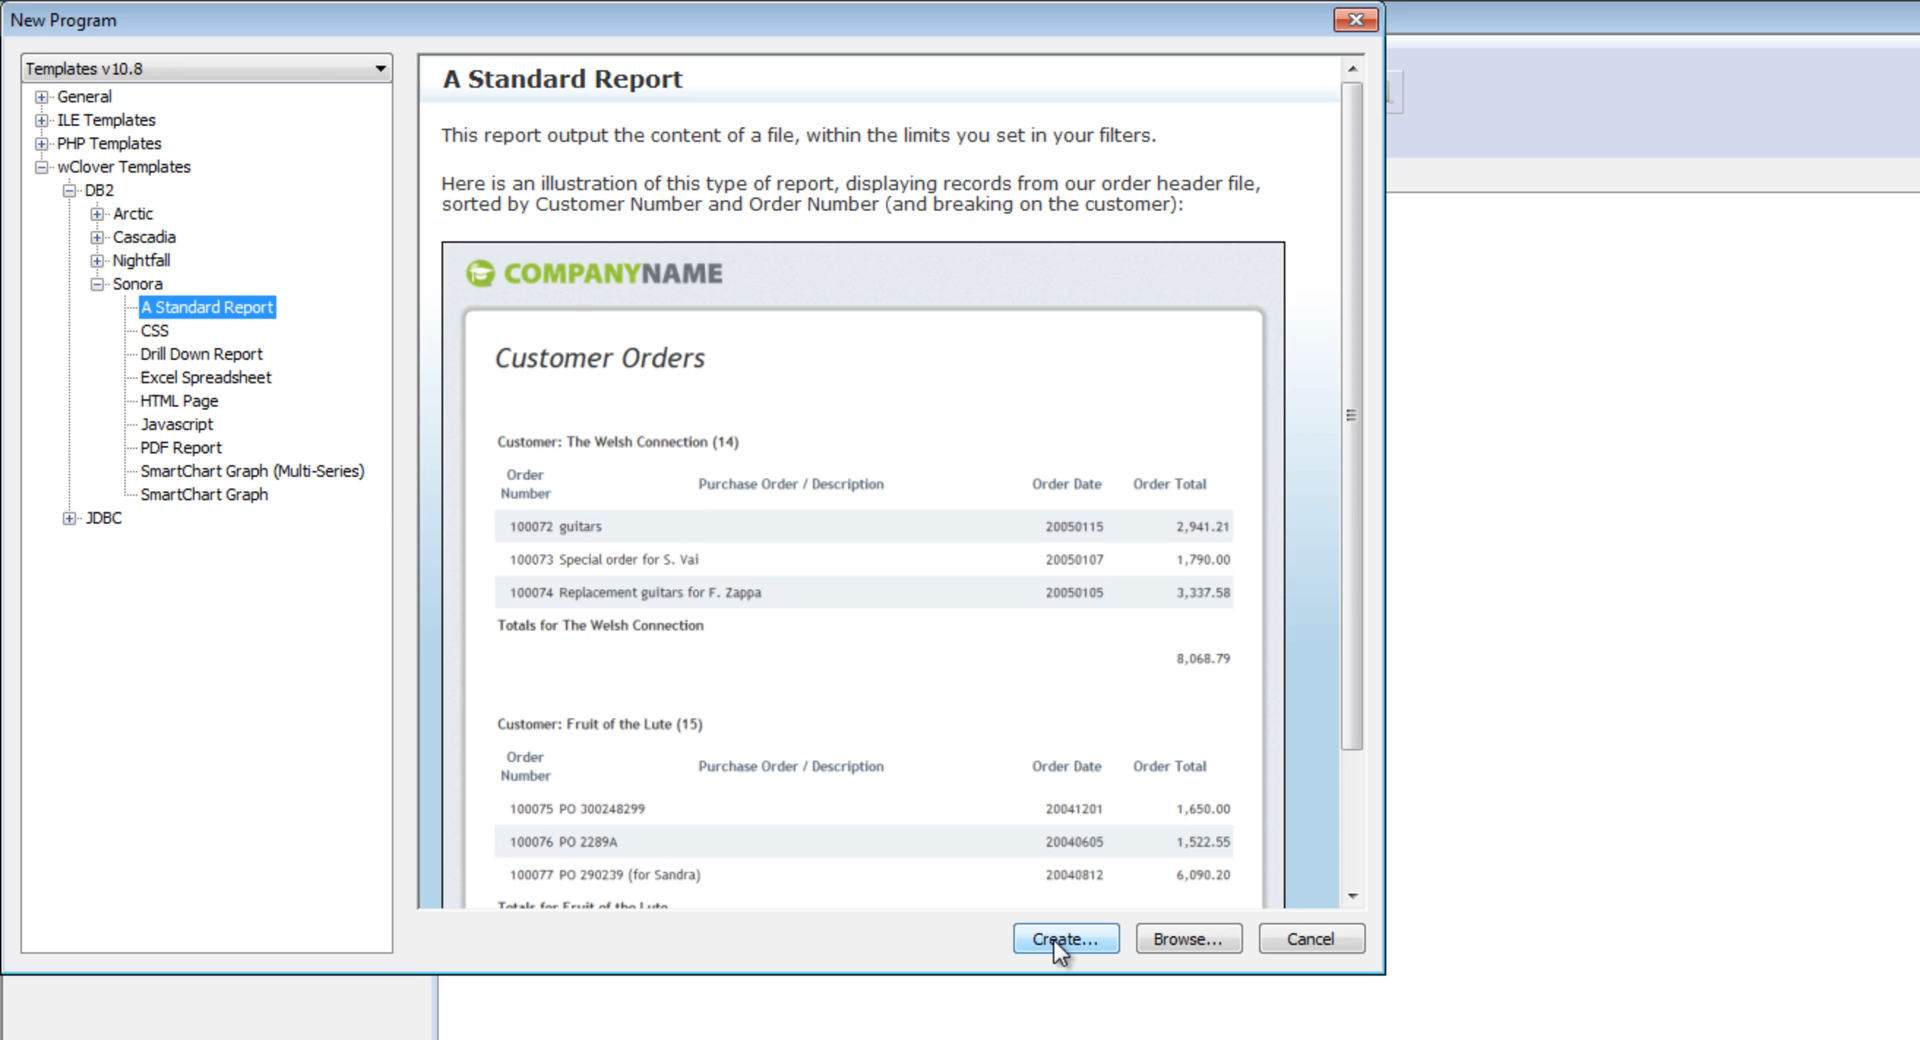 New Program
Templates v10.8
General
ILE Templates
PHP Templates
wClover Templates
DB2
Arctic
Cascadia
Nightfall
Sonora
A Standard Report
CSS
Drill Down Report
Excel Spreadsheet
HTML Page
Javascript
PDF Report
SmartChart Graph (Multi-Series)
SmartChart Graph
JDBC
A Standard Report
This report output the content of a file, within the limits you set in your filters.
Here is an illustration of this type of report, displaying records from our order header file,
sorted by Customer Number and Order Number (and breaking on the customer):
COMPANYNAME
Customer Orders
Customer: The Welsh Connection (14)
Order Number Purchase Order / Description Order Date Order Total
100072 guitars 20050115 2,941.21
100073 Special order for S. Vai 20050107 1,790.00
100074 Replacement guitars for F. Zappa 20050105 3,337.58
Totals for The Welsh Connection
8,068.79
Customer: Fruit of the Lute (15)
Order Number Purchase Order / Description Order Date Order Total
100075 PO 300248299 20041201 1,650.00
100076 PO 2289A 20040605 1,522.55
100077 PO 290239 (for Sandra) 20040812 6,090.20
Totals for Fruit of the Lute
Create... Browse... Cancel